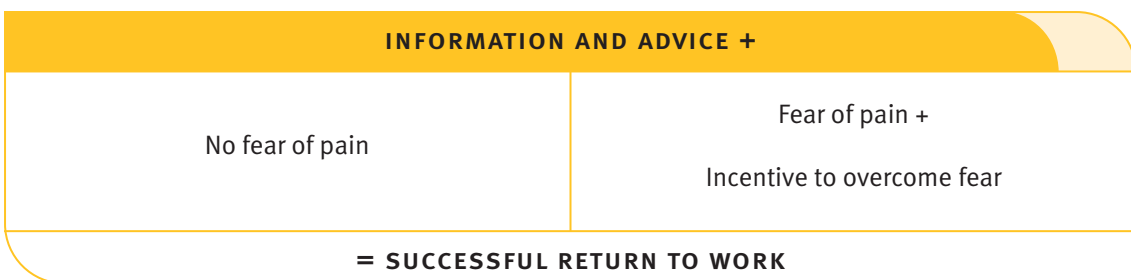 INFORMATION AND ADVICE +
No fear of pain
Fear of pain +
Incentive to overcome fear
= SUCCESSFUL RETURN TO WORK